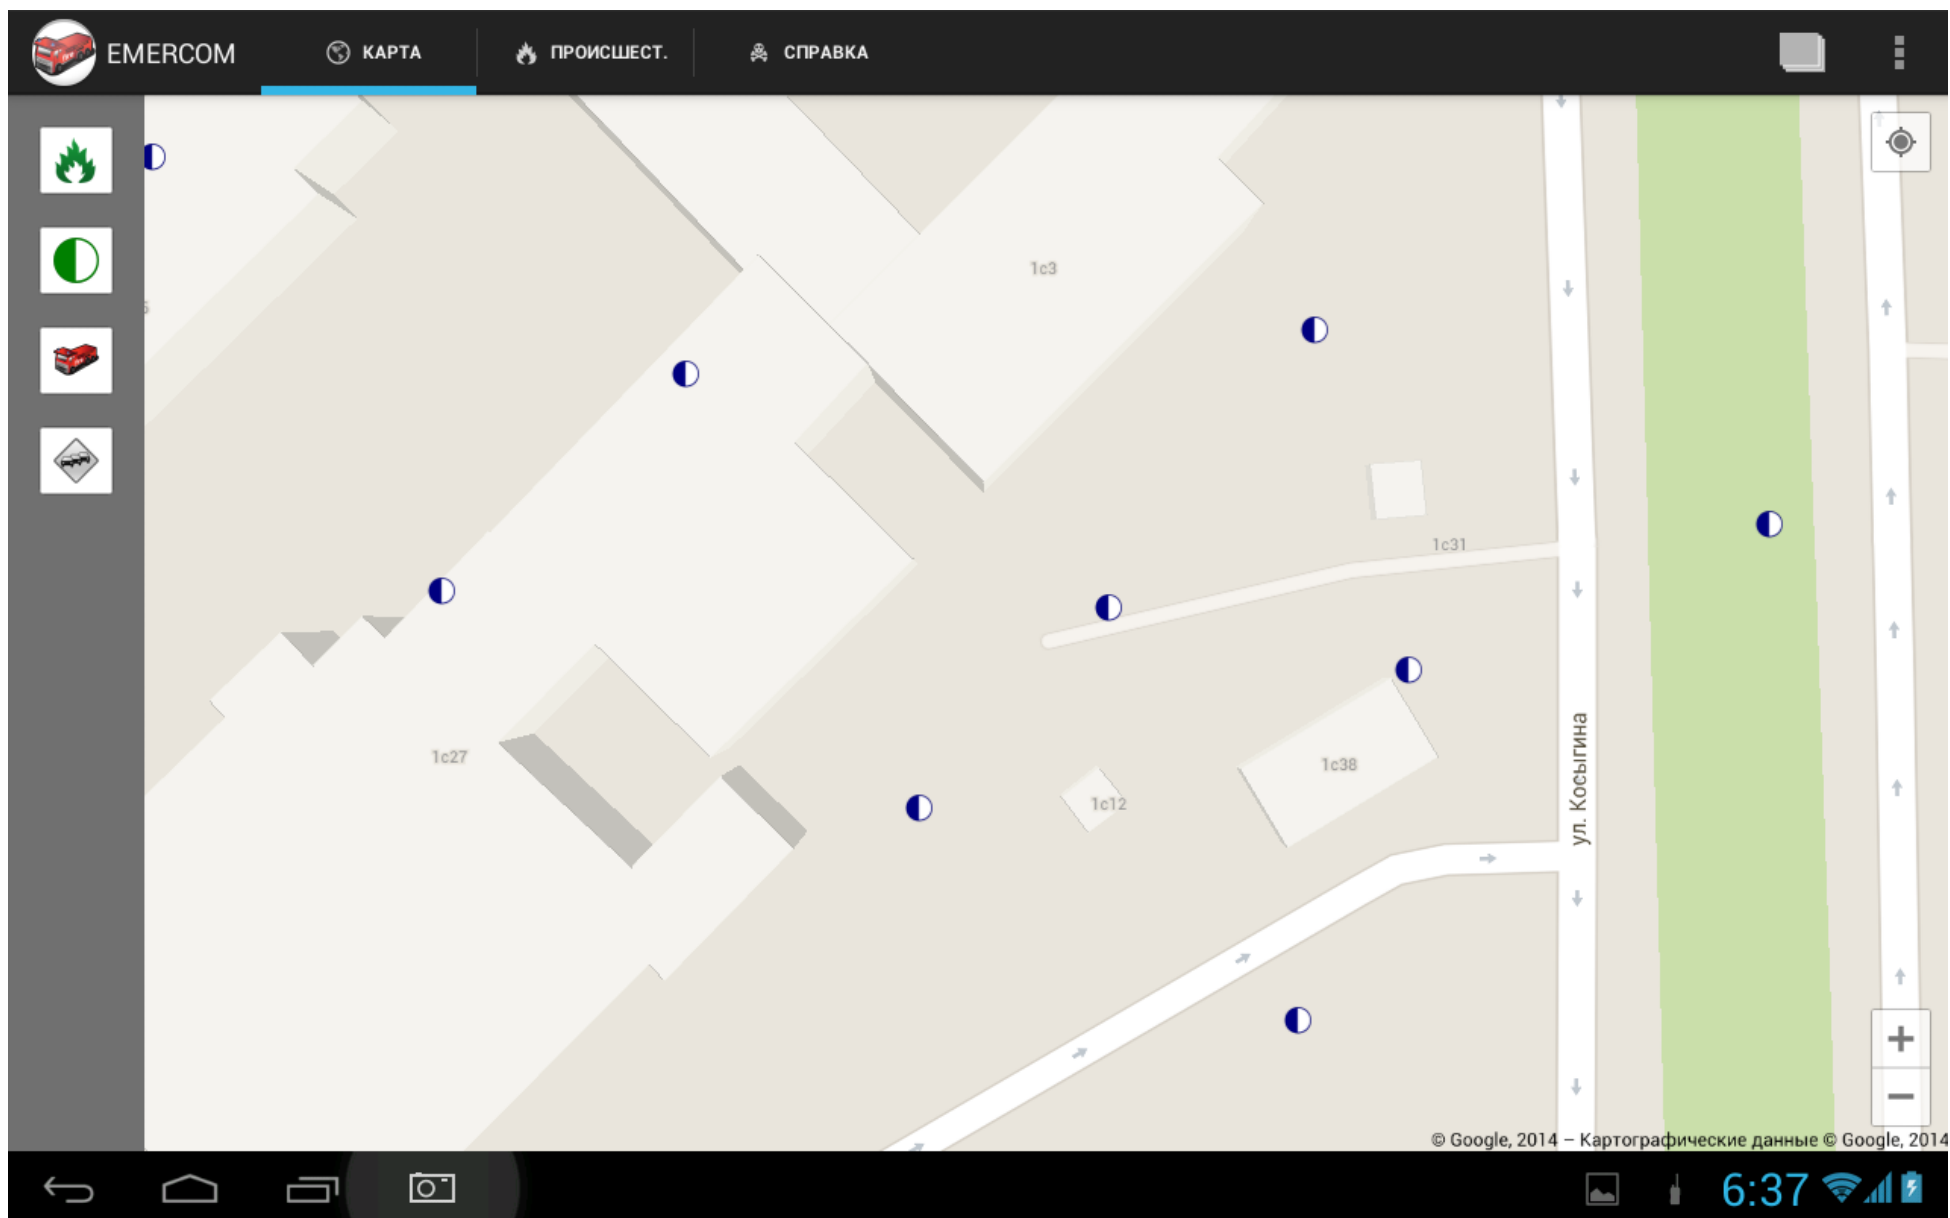 EMERCOM
КАРТА
ПРОИСШЕСТ.
СПРАВКА
1с3
1с31
1с27
1с12
1с38
ул. Косыгина
© Google, 2014 – Картографические данные © Google, 2014
6:37